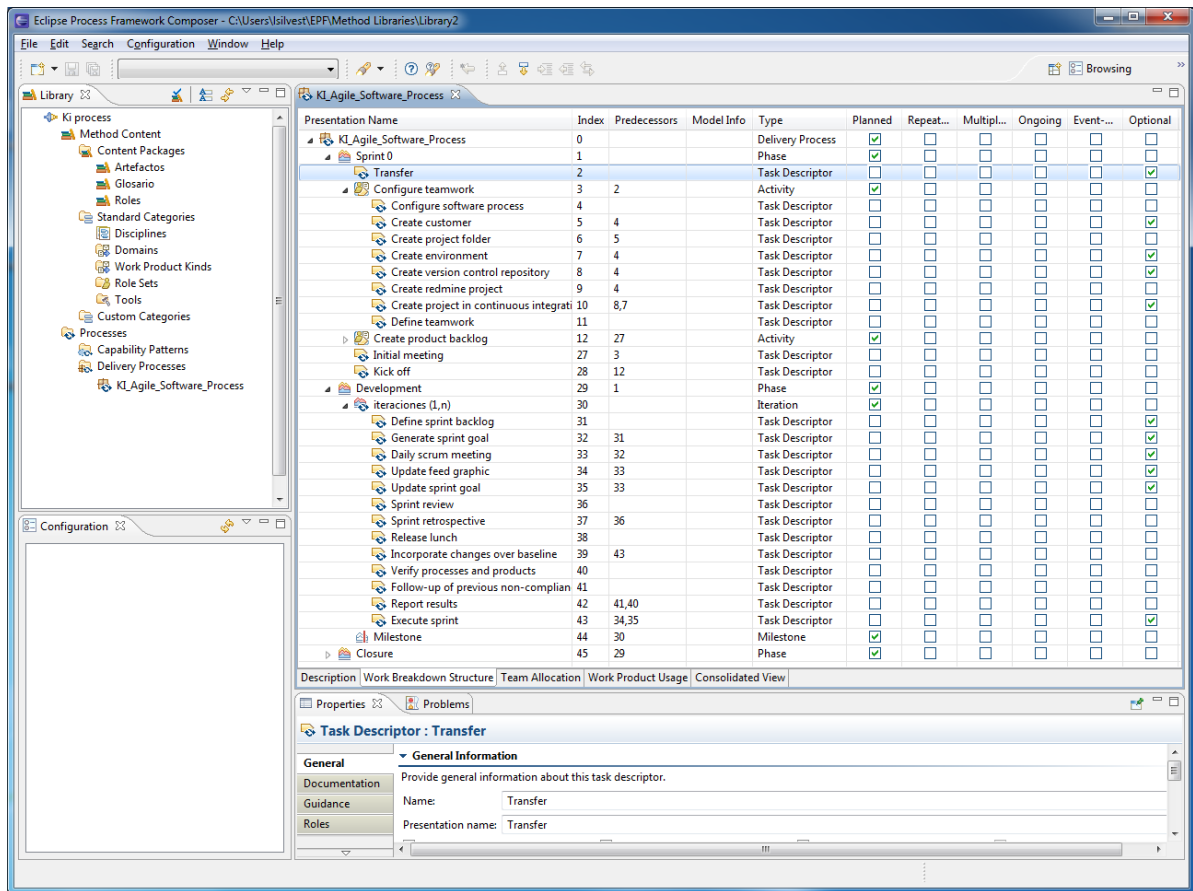 Eclipse Process Framework Composer - C:\Users\lsilvest\EPF\Method Libraries\Library2
File Edit Search Configuration Window Help
Browsing
Library
Ki process
Method Content
Content Packages
Artefactos
Glosario
Roles
Standard Categories
Disciplines
Domains
Work Product Kinds
Role Sets
Tools
Custom Categories
Processes
Capability Patterns
Delivery Processes
KI_Agile_Software_Process
Configuration
KI_Agile_Software_Process
Presentation Name Index Predecessors Model Info Type Planned Repeat... Multipl... Ongoing Event-... Optional
KI_Agile_Software_Process 0 Delivery Process
Sprint 0 1 Phase
Transfer 2 Task Descriptor
Configure teamwork 3 2 Activity
Configure software process 4 Task Descriptor
Create customer 5 4 Task Descriptor
Create project folder 6 5 Task Descriptor
Create environment 7 4 Task Descriptor
Create version control repository 8 4 Task Descriptor
Create redmine project 9 4 Task Descriptor
Create project in continuous integrati 10 8,7 Task Descriptor
Define teamwork 11 Task Descriptor
Create product backlog 12 27 Activity
Initial meeting 27 3 Task Descriptor
Kick off 28 12 Task Descriptor
Development 29 1 Phase
iteraciones (1,n) 30 Iteration
Define sprint backlog 31 Task Descriptor
Generate sprint goal 32 31 Task Descriptor
Daily scrum meeting 33 32 Task Descriptor
Update feed graphic 34 33 Task Descriptor
Update sprint goal 35 33 Task Descriptor
Sprint review 36 Task Descriptor
Sprint retrospective 37 36 Task Descriptor
Release lunch 38 Task Descriptor
Incorporate changes over baseline 39 43 Task Descriptor
Verify processes and products 40 Task Descriptor
Follow-up of previous non-complian 41 Task Descriptor
Report results 42 41,40 Task Descriptor
Execute sprint 43 34,35 Task Descriptor
Milestone 44 30 Milestone
Closure 45 29 Phase
Description Work Breakdown Structure Team Allocation Work Product Usage Consolidated View
Properties Problems
Task Descriptor : Transfer
General
Documentation
Guidance
Roles
General Information
Provide general information about this task descriptor.
Name: Transfer
Presentation name: Transfer